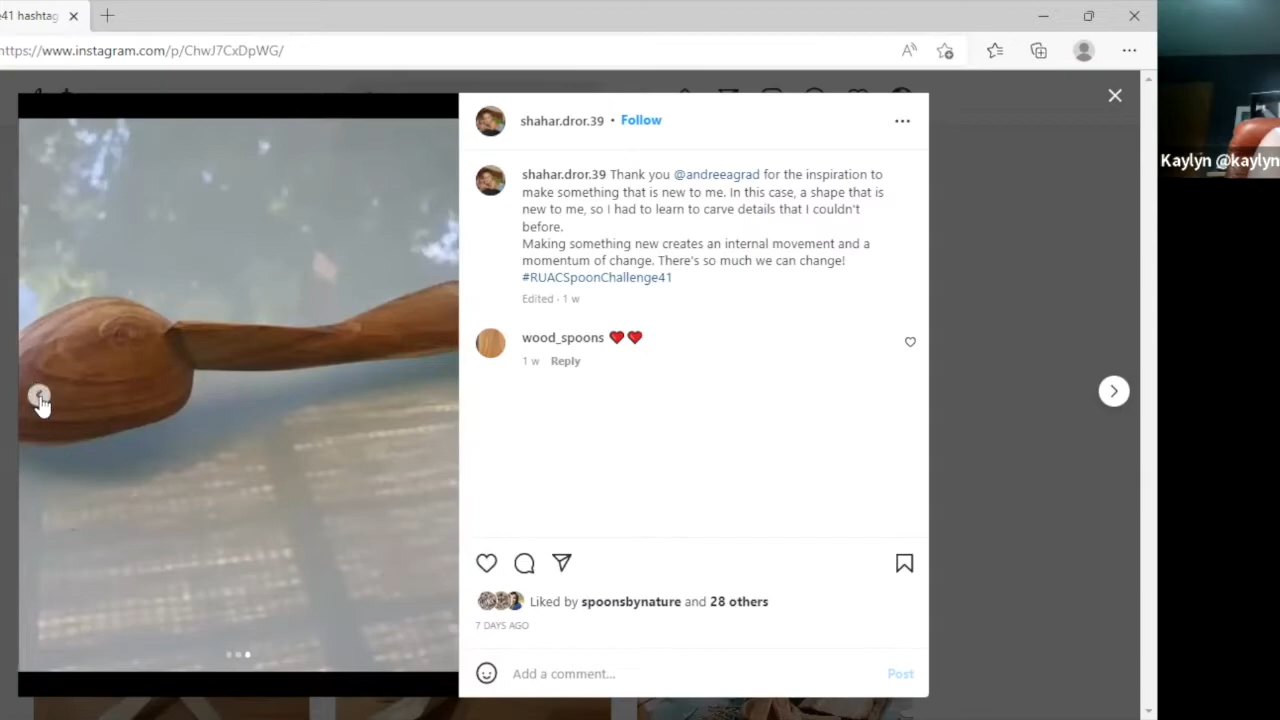 e41 hashtag
https://www.instagram.com/p/ChwJ7CxDpWG/
shahar.dror.39 • Follow
shahar.dror.39 Thank you @andreeagrad for the inspiration to
make something that is new to me. In this case, a shape that is
new to me, so I had to learn to carve details that I couldn't
before.
Making something new creates an internal movement and a
momentum of change. There's so much we can change!
#RUACSpoonChallenge41
Edited · 1 w
wood_spoons ❤️❤️
1 w Reply
Liked by spoonsbynature and 28 others
7 DAYS AGO
Add a comment...
Post
Kaylyn @kaylyn